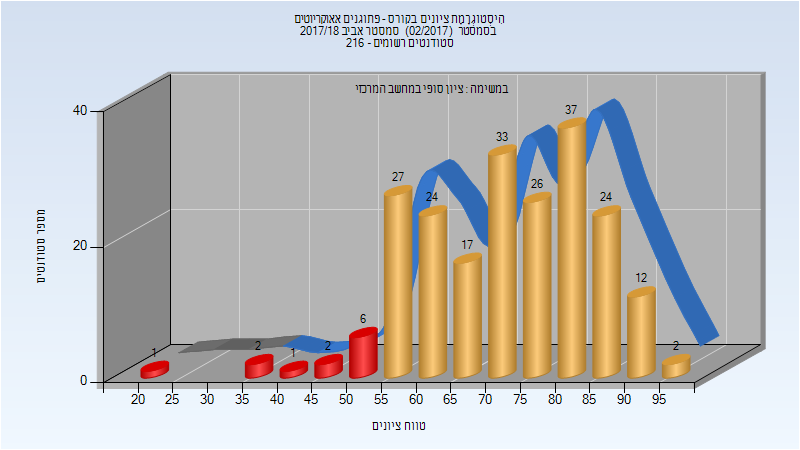 היסטוגרמת ציונים בקורס - פתוגנים אאוקריוטים
בסמסטר (02/2017) סמסטר אביב 2017/18
סטודנטים רשומים - 216
במשימה : ציון סופי במחשב המרכזי
מספר סטודנטים
40
20
0
1
2
1
2
6
27
24
17
33
26
37
24
12
2
20 25 30 35 40 45 50 55 60 65 70 75 80 85 90 95
טווח ציונים